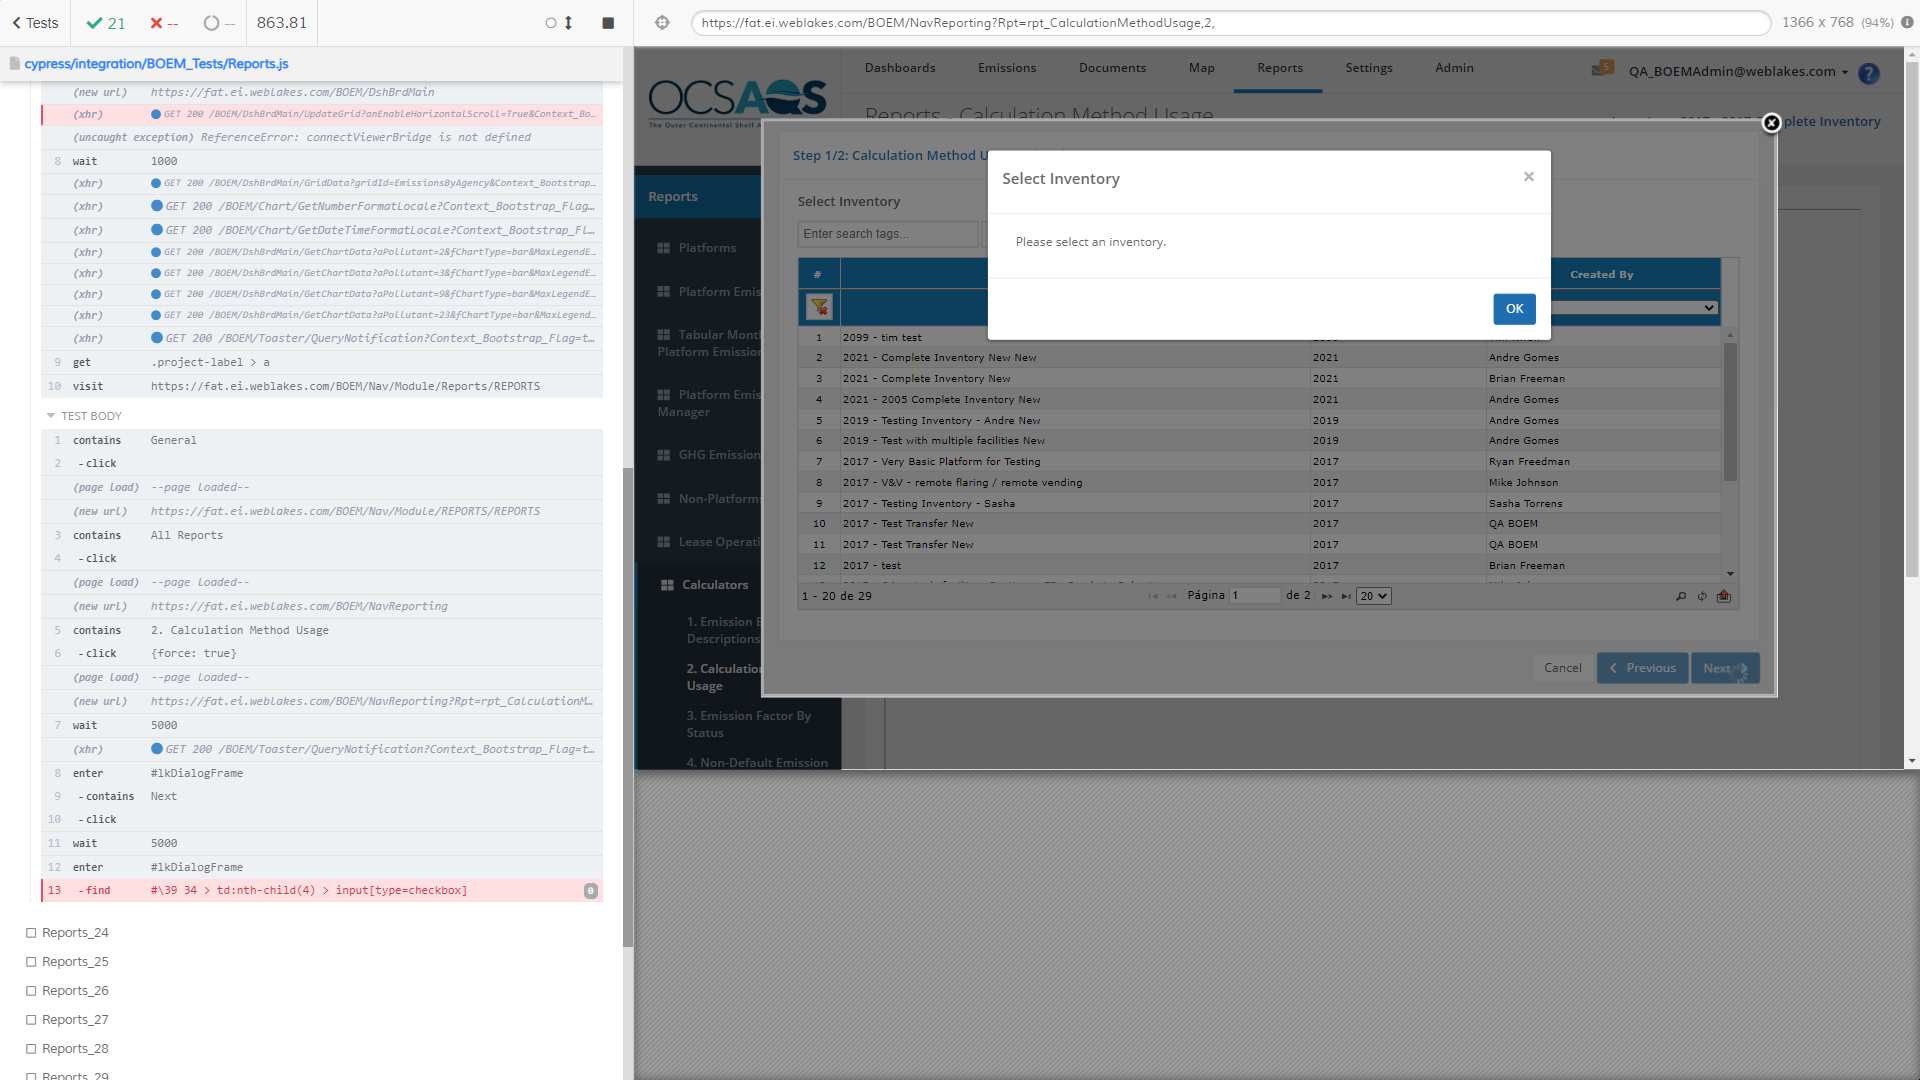 Tests
21
--
--
863.81
https://fat.ei.weblakes.com/BOEM/NavReporting?Rpt=rpt_CalculationMethodUsage,2,
1366 x 768 (94%)
cypress/integration/BOEM_Tests/Reports.js
(new url) https://fat.ei.weblakes.com/BOEM/DshBrdMain
(xhr) GET 200 /BOEM/DshBrdMain/UpdateGrid?anEnableHorizontalScroll=True&Context_Bo...
(uncaught exception) ReferenceError: connectViewerBridge is not defined
8 wait 1000
(xhr) GET 200 /BOEM/DshBrdMain/GridData?gridId=EmissionsByAgency&Context_Bootstrap...
(xhr) GET 200 /BOEM/Chart/GetNumberFormatLocale?Context_Bootstrap_Flag...
(xhr) GET 200 /BOEM/Chart/GetDateTimeFormatLocale?Context_Bootstrap_Fl...
(xhr) GET 200 /BOEM/DshBrdMain/GetChartData?aPollutant=2&fChartType=bar&MaxLegendE...
(xhr) GET 200 /BOEM/DshBrdMain/GetChartData?aPollutant=3&fChartType=bar&MaxLegendE...
(xhr) GET 200 /BOEM/DshBrdMain/GetChartData?aPollutant=9&fChartType=bar&MaxLegendE...
(xhr) GET 200 /BOEM/DshBrdMain/GetChartData?aPollutant=23&fChartType=bar&MaxLegend...
(xhr) GET 200 /BOEM/Toaster/QueryNotification?Context_Bootstrap_Flag=t...
9 get .project-label > a
10 visit https://fat.ei.weblakes.com/BOEM/Nav/Module/Reports/REPORTS
TEST BODY
1 contains General
2 -click
(page load) --page loaded--
(new url) https://fat.ei.weblakes.com/BOEM/Nav/Module/REPORTS/REPORTS
3 contains All Reports
4 -click
(page load) --page loaded--
(new url) https://fat.ei.weblakes.com/BOEM/NavReporting
5 contains 2. Calculation Method Usage
6 -click {force: true}
(page load) --page loaded--
(new url) https://fat.ei.weblakes.com/BOEM/NavReporting?Rpt=rpt_CalculationM...
7 wait 5000
(xhr) GET 200 /BOEM/Toaster/QueryNotification?Context_Bootstrap_Flag=t...
8 enter #lkDialogFrame
9 -contains Next
10 -click
11 wait 5000
12 enter #lkDialogFrame
13 -find #\39 34 > td:nth-child(4) > input[type=checkbox] 0
Reports_24
Reports_25
Reports_26
Reports_27
Reports_28
Reports_29
OCSAQS
The Outer Continental Shelf A
Dashboards Emissions Documents Map Reports Settings Admin
5
QA_BOEMAdmin@weblakes.com
?
Reports - Calculation Method Usage
plete Inventory
Reports
Platforms
Platform Emis
Tabular Mont
Platform Emission
Platform Emis
Manager
GHG Emission
Non-Platform
Lease Operati
Calculators
1. Emission E
Descriptions
2. Calculation
Usage
3. Emission Factor By
Status
4. Non-Default Emission
Step 1/2: Calculation Method U
Select Inventory
Enter search tags...
# Created By
1 2099 - tim test
2 2021 - Complete Inventory New New 2021 Andre Gomes
3 2021 - Complete Inventory New 2021 Brian Freeman
4 2021 - 2005 Complete Inventory New 2021 Andre Gomes
5 2019 - Testing Inventory - Andre New 2019 Andre Gomes
6 2019 - Test with multiple facilities New 2019 Andre Gomes
7 2017 - Very Basic Platform for Testing 2017 Ryan Freedman
8 2017 - V&V - remote flaring / remote vending 2017 Mike Johnson
9 2017 - Testing Inventory - Sasha 2017 Sasha Torrens
10 2017 - Test Transfer New 2017 QA BOEM
11 2017 - Test Transfer New 2017 QA BOEM
12 2017 - test 2017 Brian Freeman
1 - 20 de 29 Página 1 de 2 20
Cancel Previous Next
Select Inventory
×
Please select an inventory.
OK